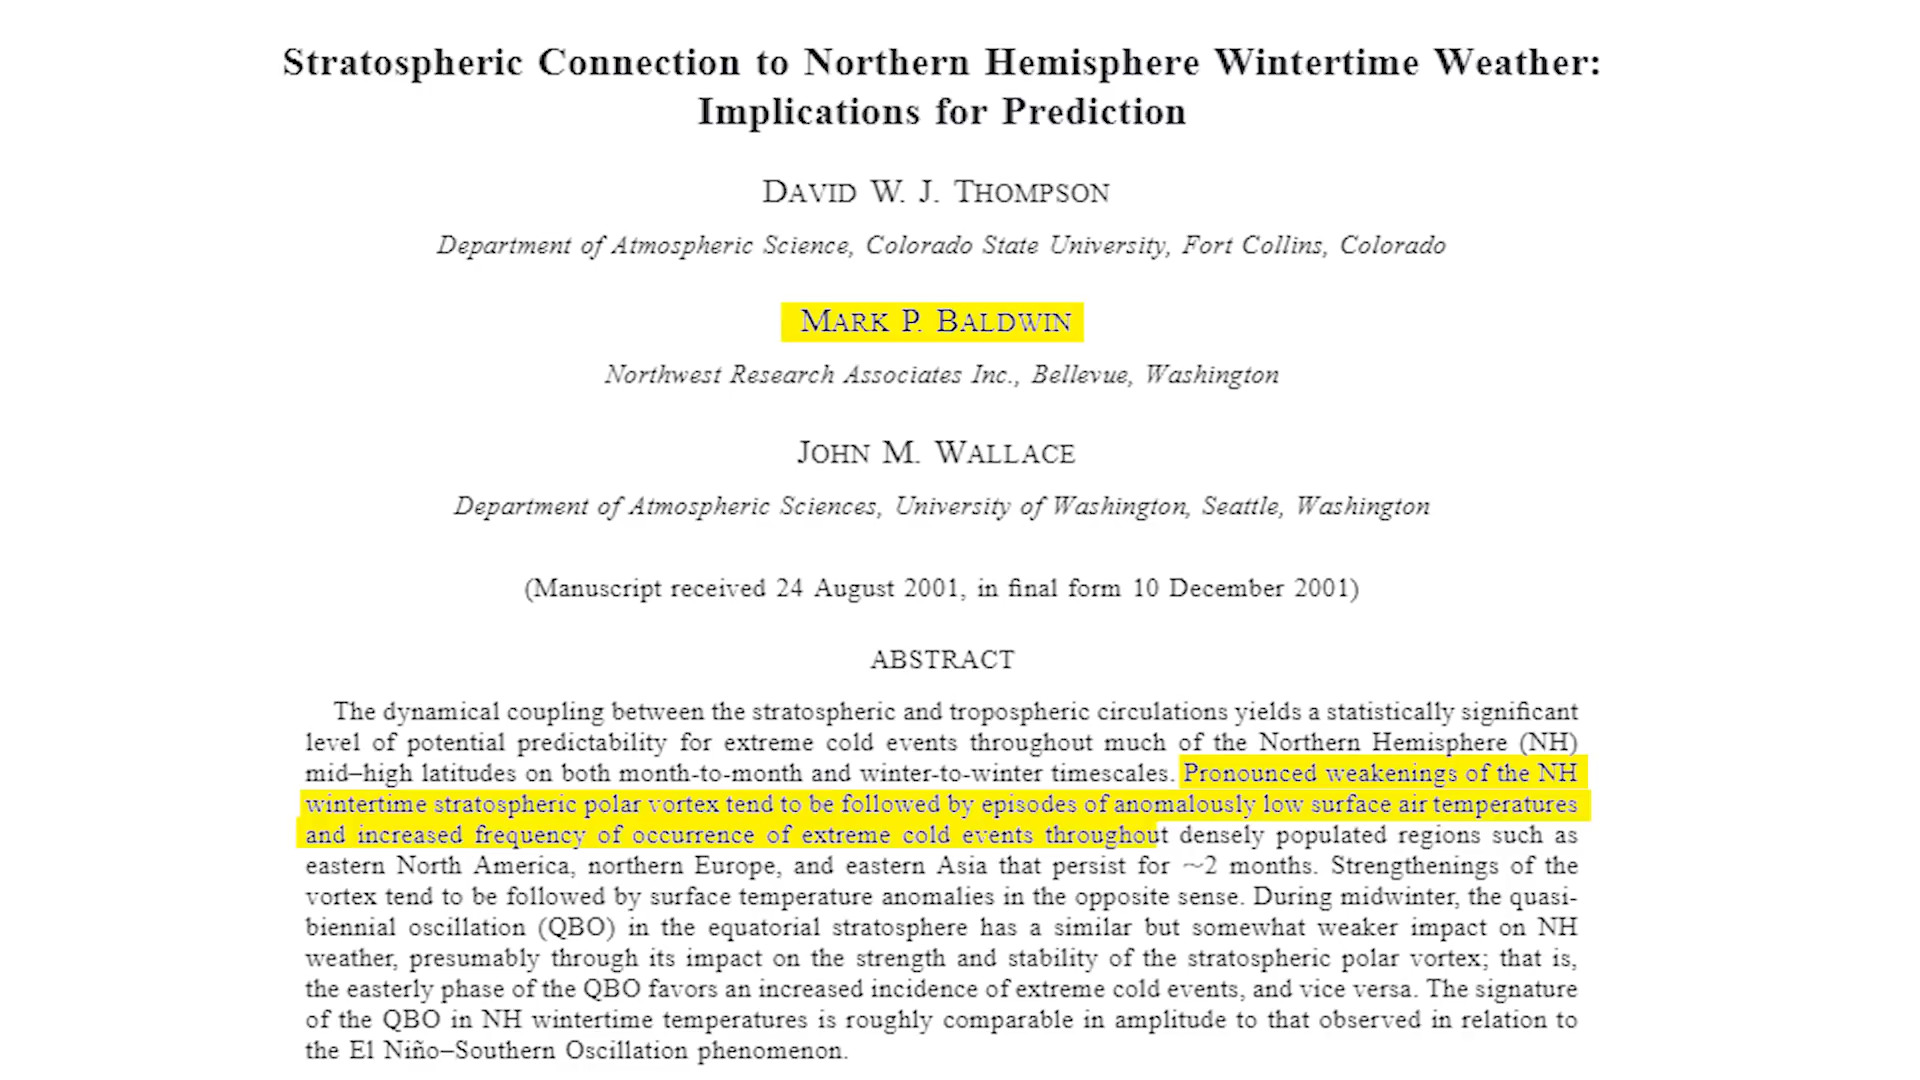 Stratospheric Connection to Northern Hemisphere Wintertime Weather:
Implications for Prediction
DAVID W. J. THOMPSON
Department of Atmospheric Science, Colorado State University, Fort Collins, Colorado
MARK P. BALDWIN
Northwest Research Associates Inc., Bellevue, Washington
JOHN M. WALLACE
Department of Atmospheric Sciences, University of Washington, Seattle, Washington
(Manuscript received 24 August 2001, in final form 10 December 2001)
ABSTRACT
The dynamical coupling between the stratospheric and tropospheric circulations yields a statistically significant
level of potential predictability for extreme cold events throughout much of the Northern Hemisphere (NH)
mid–high latitudes on both month-to-month and winter-to-winter timescales. Pronounced weakenings of the NH
wintertime stratospheric polar vortex tend to be followed by episodes of anomalously low surface air temperatures
and increased frequency of occurrence of extreme cold events throughout densely populated regions such as
eastern North America, northern Europe, and eastern Asia that persist for ~2 months. Strengthenings of the
vortex tend to be followed by surface temperature anomalies in the opposite sense. During midwinter, the quasi-
biennial oscillation (QBO) in the equatorial stratosphere has a similar but somewhat weaker impact on NH
weather, presumably through its impact on the strength and stability of the stratospheric polar vortex; that is,
the easterly phase of the QBO favors an increased incidence of extreme cold events, and vice versa. The signature
of the QBO in NH wintertime temperatures is roughly comparable in amplitude to that observed in relation to
the El Niño–Southern Oscillation phenomenon.